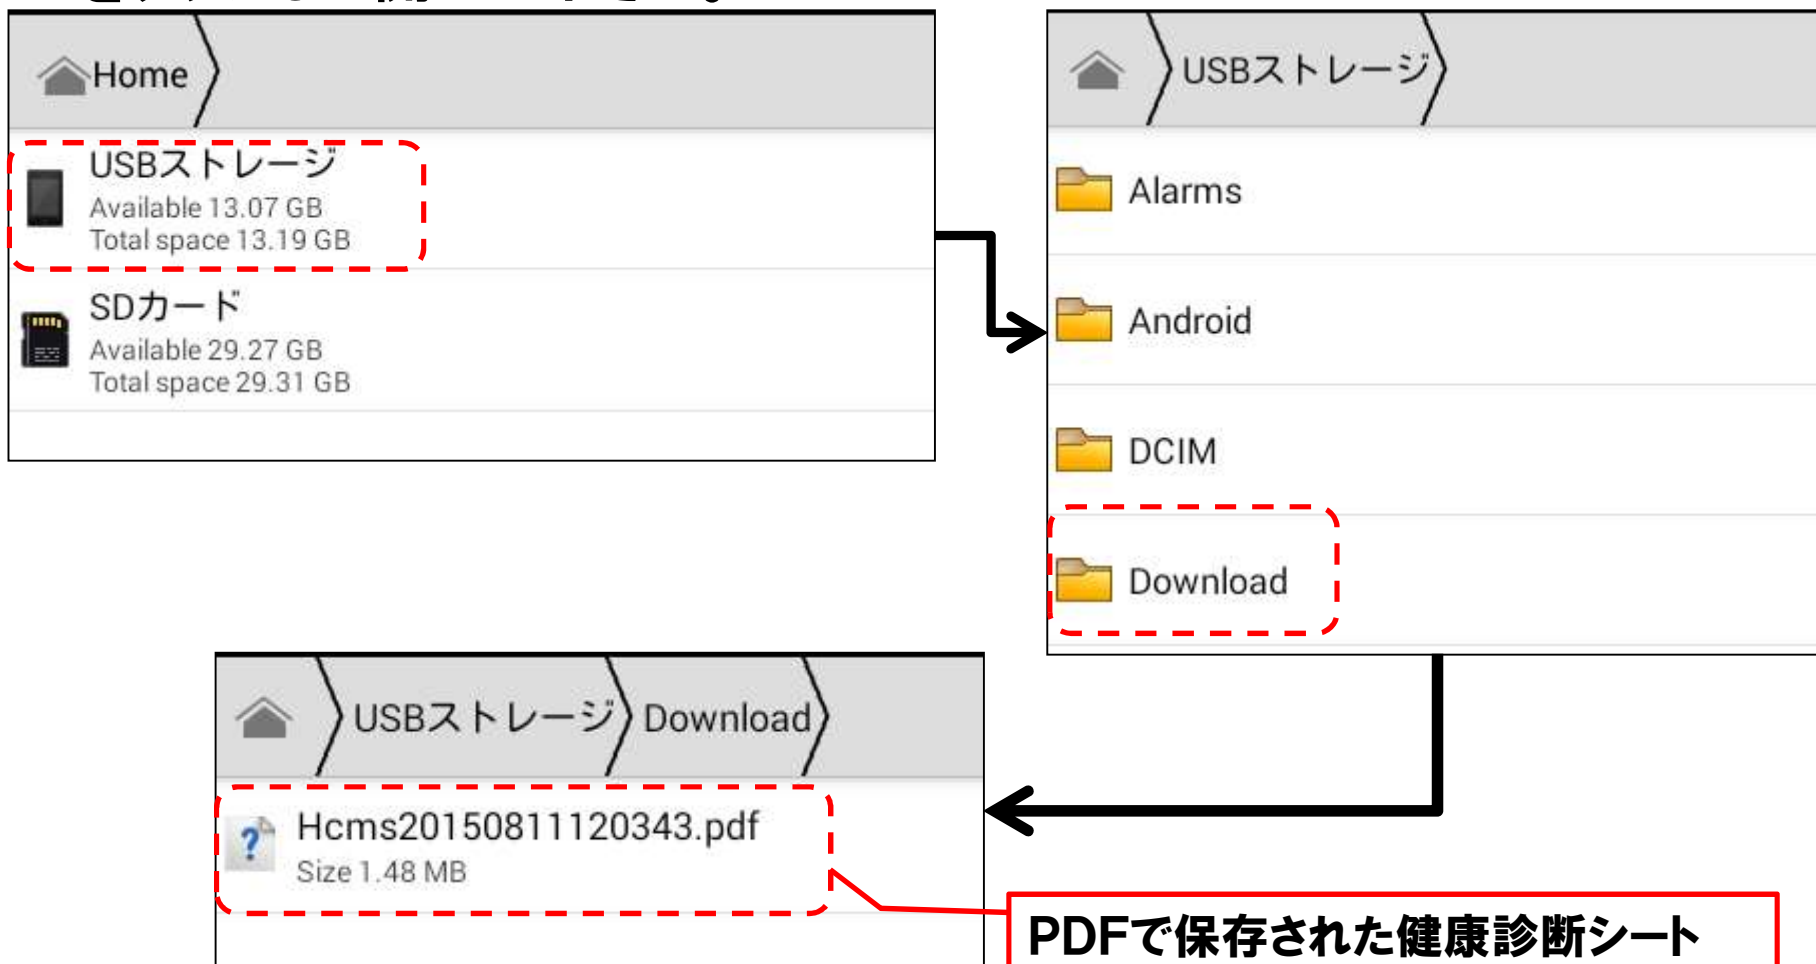 Home
USBストレージ
Available 13.07 GB
Total space 13.19 GB
SDカード
Available 29.27 GB
Total space 29.31 GB
USBストレージ
Alarms
Android
DCIM
Download
USBストレージ
Download
Hcms20150811120343.pdf
Size 1.48 MB
PDFで保存された健康診断シート